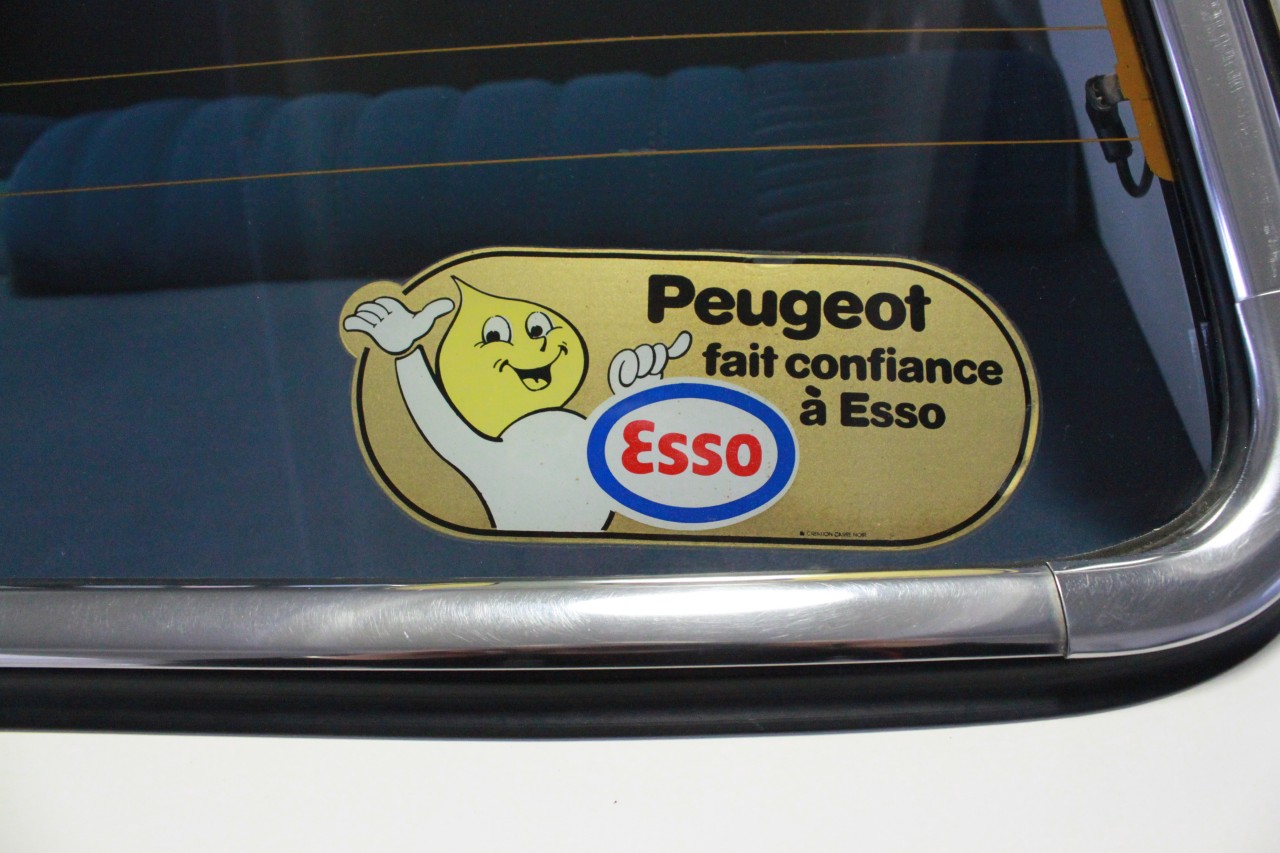 Peugeot
fait confiance
à Esso
Esso